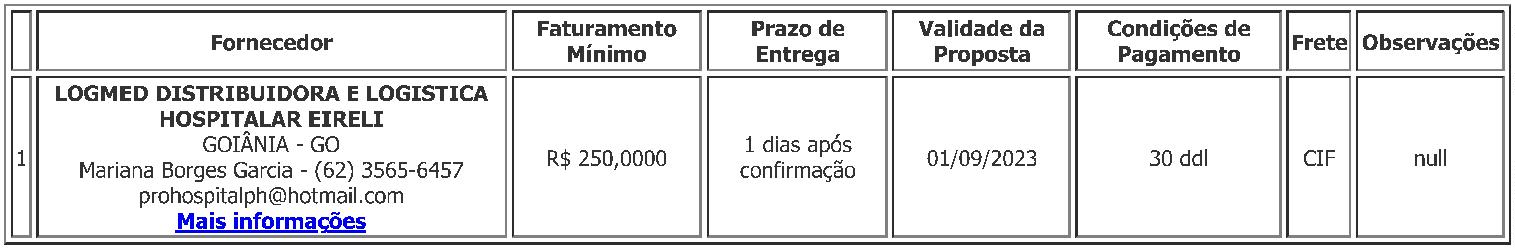 Fornecedor
Faturamento
Mínimo
Prazo de
Entrega
Validade da
Proposta
Condições de
Pagamento
Frete
Observações
1
LOGMED DISTRIBUIDORA E LOGISTICA
HOSPITALAR EIRELI
GOIÂNIA - GO
Mariana Borges Garcia - (62) 3565-6457
prohospitalph@hotmail.com
Mais informações
R$ 250,0000
1 dias após
confirmação
01/09/2023
30 ddl
CIF
null